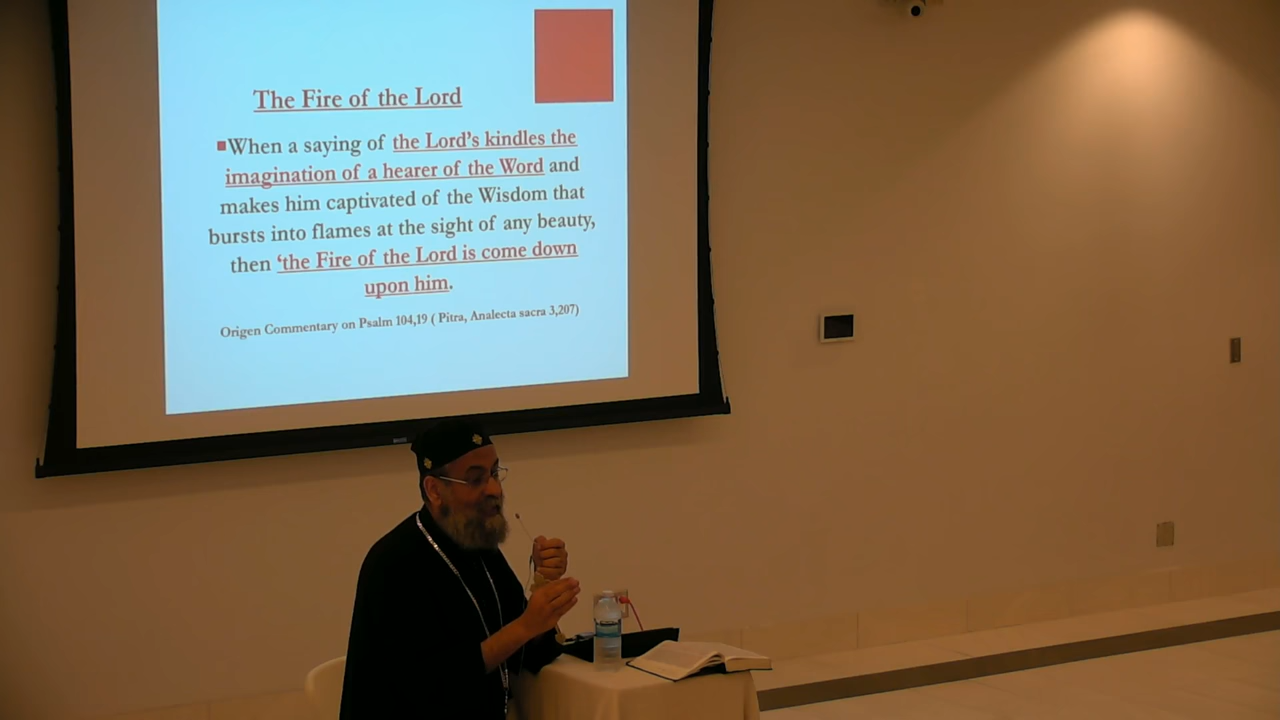 The Fire of the Lord
When a saying of the Lord's kindles the
imagination of a hearer of the Word and
makes him captivated of the Wisdom that
bursts into flames at the sight of any beauty,
then ‘the Fire of the Lord is come down
upon him.
Origen Commentary on Psalm 104,19 ( Pitra, Analecta sacra 3,207)